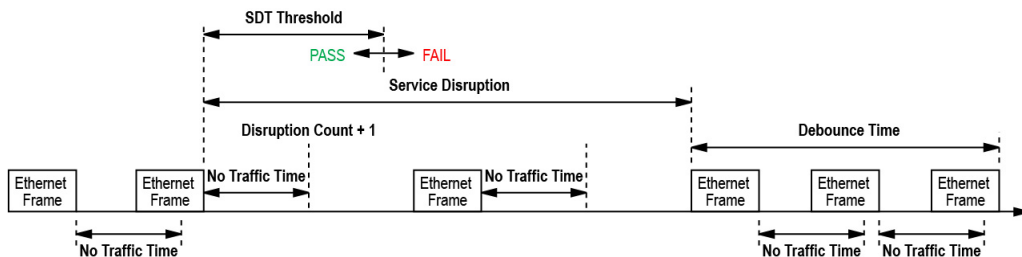 SDT Threshold
PASS
FAIL
Service Disruption
Disruption Count + 1
Debounce Time
Ethernet
Frame
Ethernet
Frame
No Traffic Time
Ethernet
Frame
No Traffic Time
Ethernet
Frame
Ethernet
Frame
Ethernet
Frame
No Traffic Time
No Traffic Time
No Traffic Time